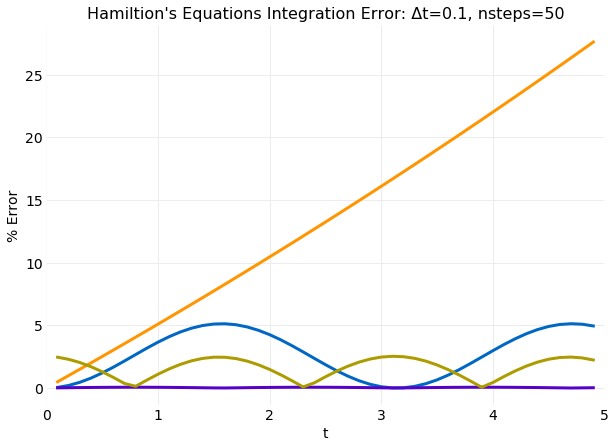 Hamiltion's Equations Integration Error: Δt=0.1, nsteps=50
% Error
25
20
15
10
5
0
0 1 2 3 4 5
t